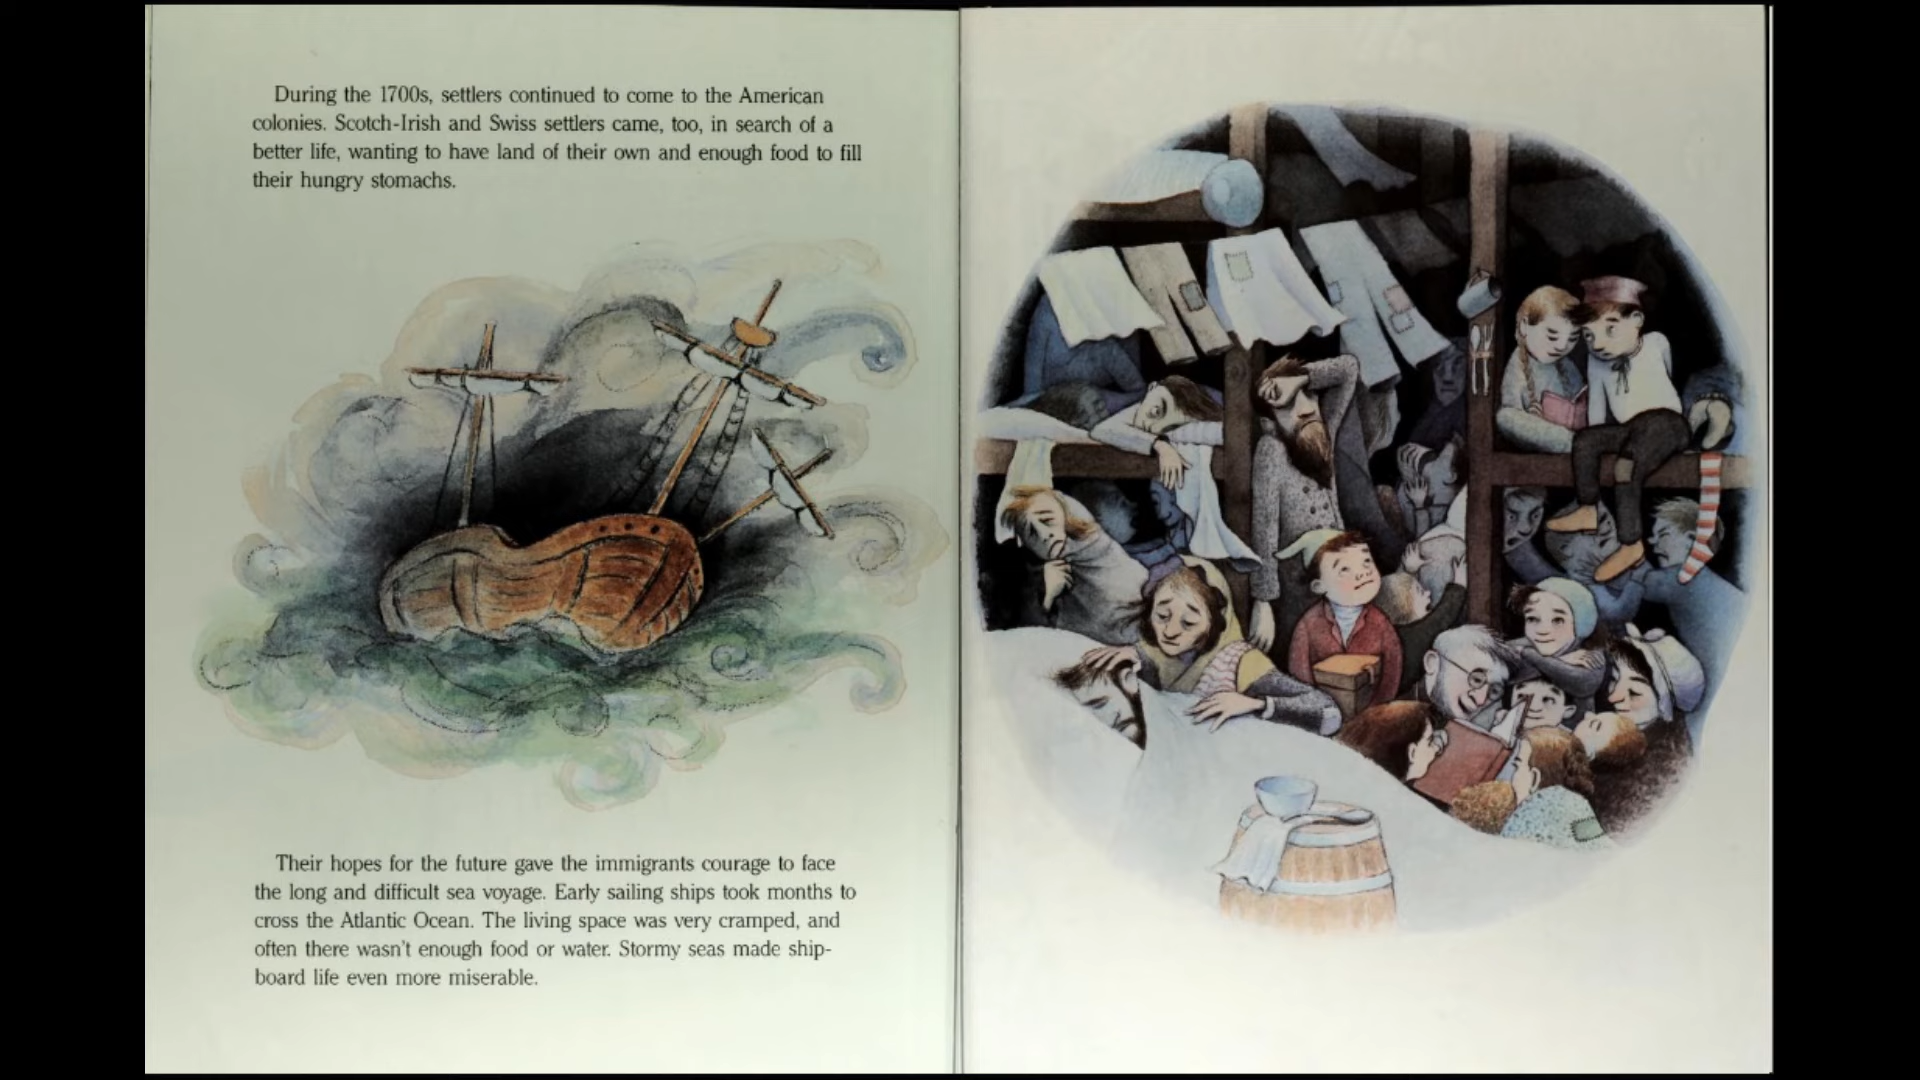 During the 1700s, settlers continued to come to the American
colonies. Scotch-Irish and Swiss settlers came, too, in search of a
better life, wanting to have land of their own and enough food to fill
their hungry stomachs.
Their hopes for the future gave the immigrants courage to face
the long and difficult sea voyage. Early sailing ships took months to
cross the Atlantic Ocean. The living space was very cramped, and
often there wasn't enough food or water. Stormy seas made ship-
board life even more miserable.